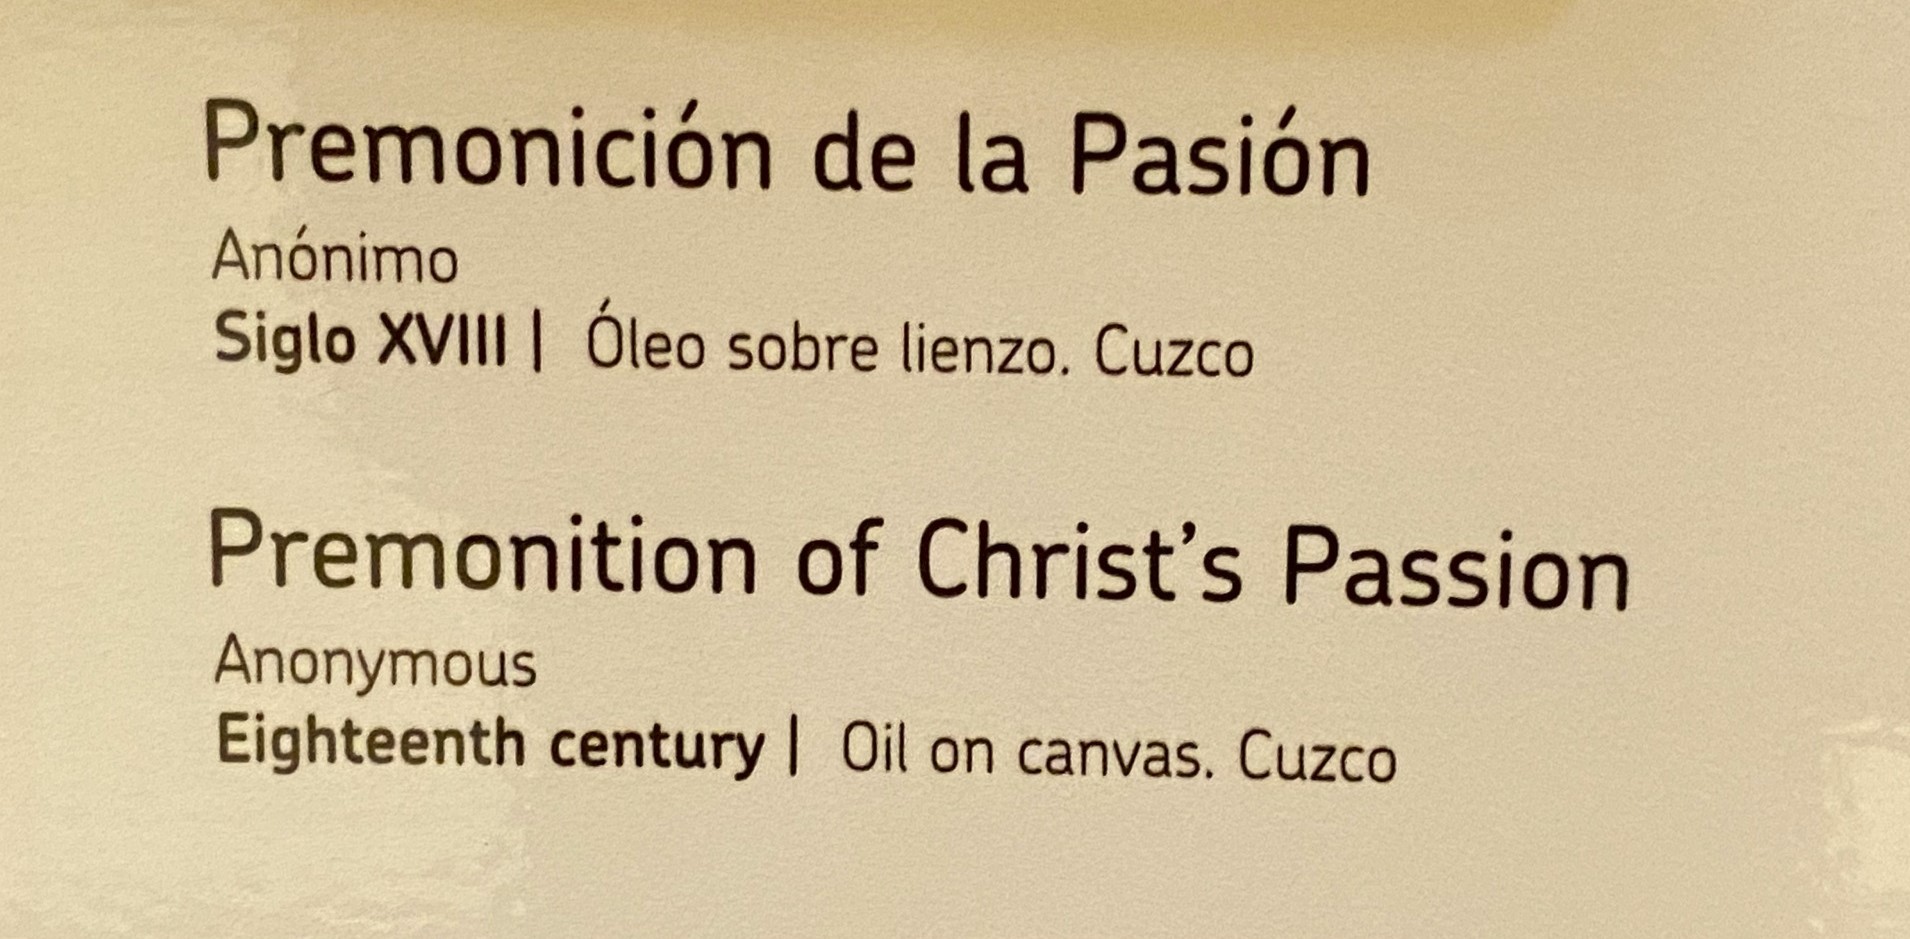 Premonición de la Pasión
Anónimo
Siglo XVIII | Óleo sobre lienzo. Cuzco
Premonition of Christ’s Passion
Anonymous
Eighteenth century | Oil on canvas. Cuzco